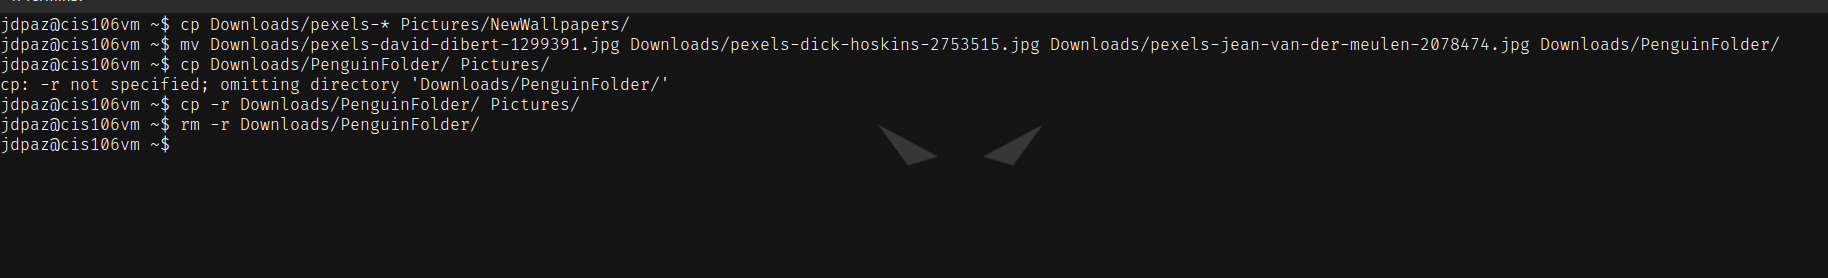 jdpaz@cis106vm ~$ cp Downloads/pexels-* Pictures/NewWallpapers/
jdpaz@cis106vm ~$ mv Downloads/pexels-david-dibert-1299391.jpg Downloads/pexels-dick-hoskins-2753515.jpg Downloads/pexels-jean-van-der-meulen-2078474.jpg Downloads/PenguinFolder/
jdpaz@cis106vm ~$ cp Downloads/PenguinFolder/ Pictures/
cp: -r not specified; omitting directory 'Downloads/PenguinFolder/'
jdpaz@cis106vm ~$ cp -r Downloads/PenguinFolder/ Pictures/
jdpaz@cis106vm ~$ rm -r Downloads/PenguinFolder/
jdpaz@cis106vm ~$